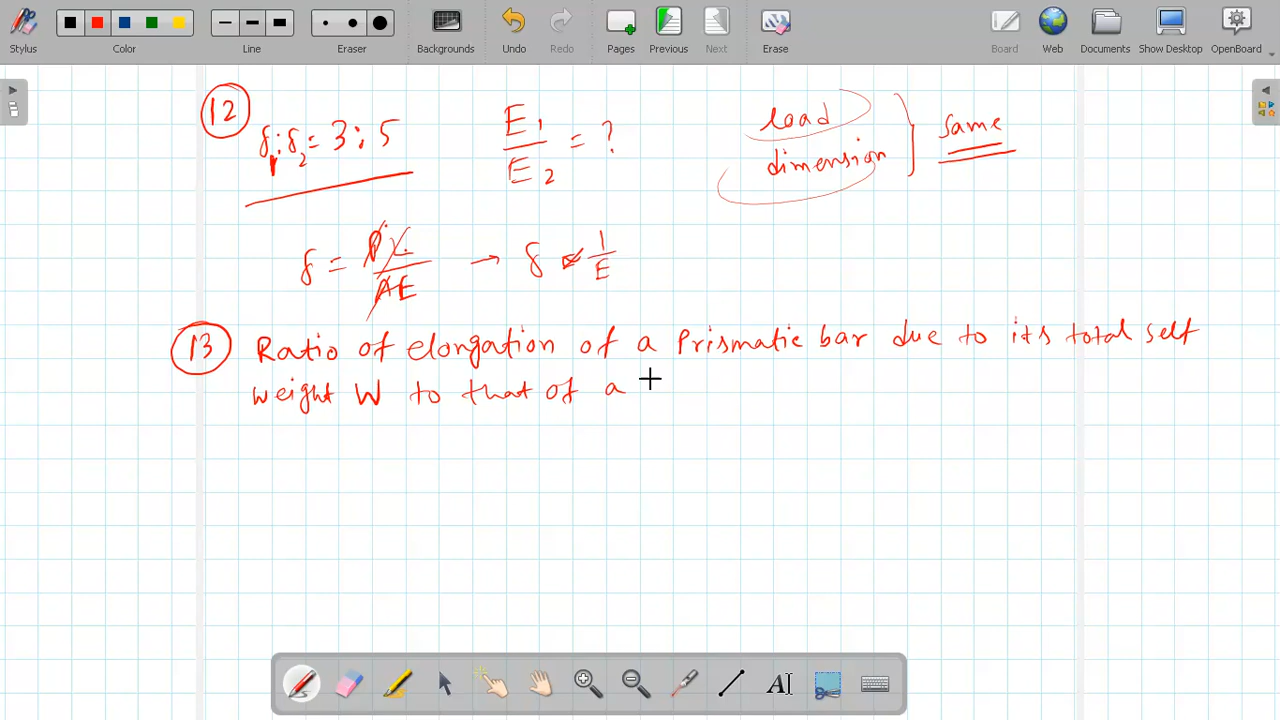 Stylus Color Line Eraser Backgrounds Undo Redo Pages Previous Next Erase Board Web Documents Show Desktop OpenBoard
12 δ1 : δ2 = 3 : 5 E1/E2 = ? load dimension } same
δ = PL/AE → δ ∝ 1/E
13 Ratio of elongation of a Prismatic bar due to its total self
weight W to that of a